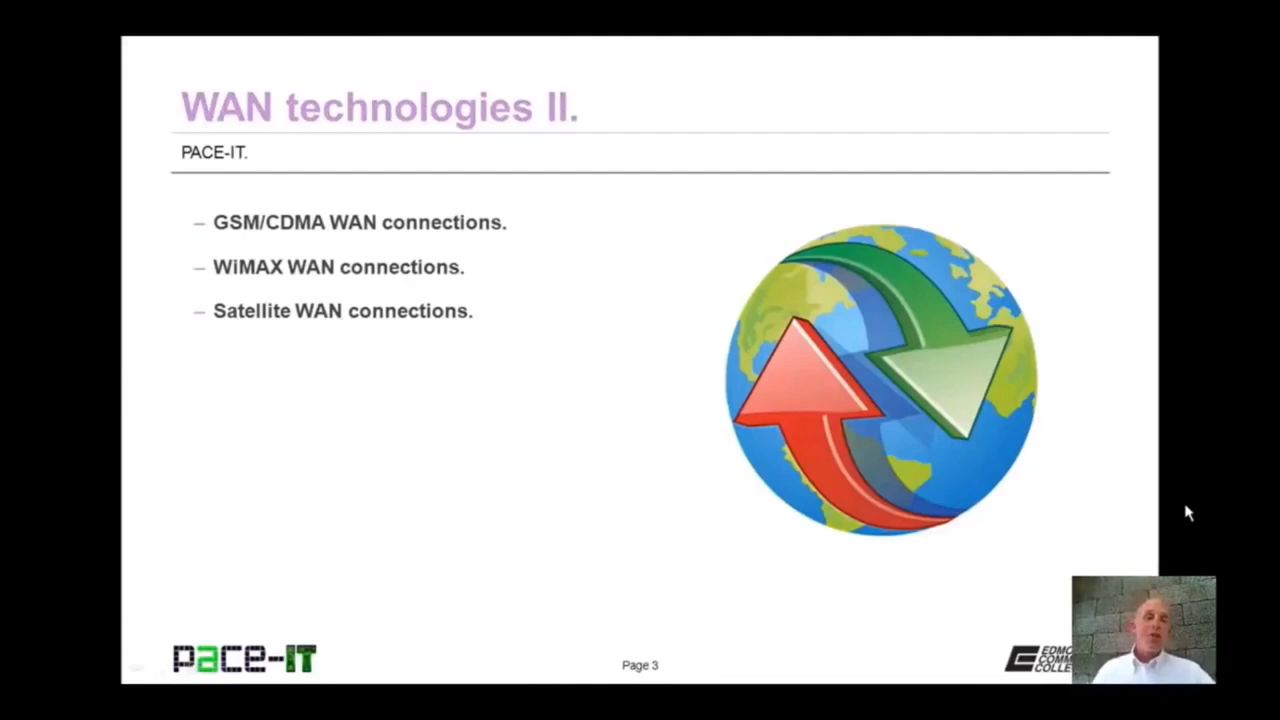 WAN technologies II.
PACE-IT.
– GSM/CDMA WAN connections.
– WiMAX WAN connections.
– Satellite WAN connections.
pace-IT
Page 3